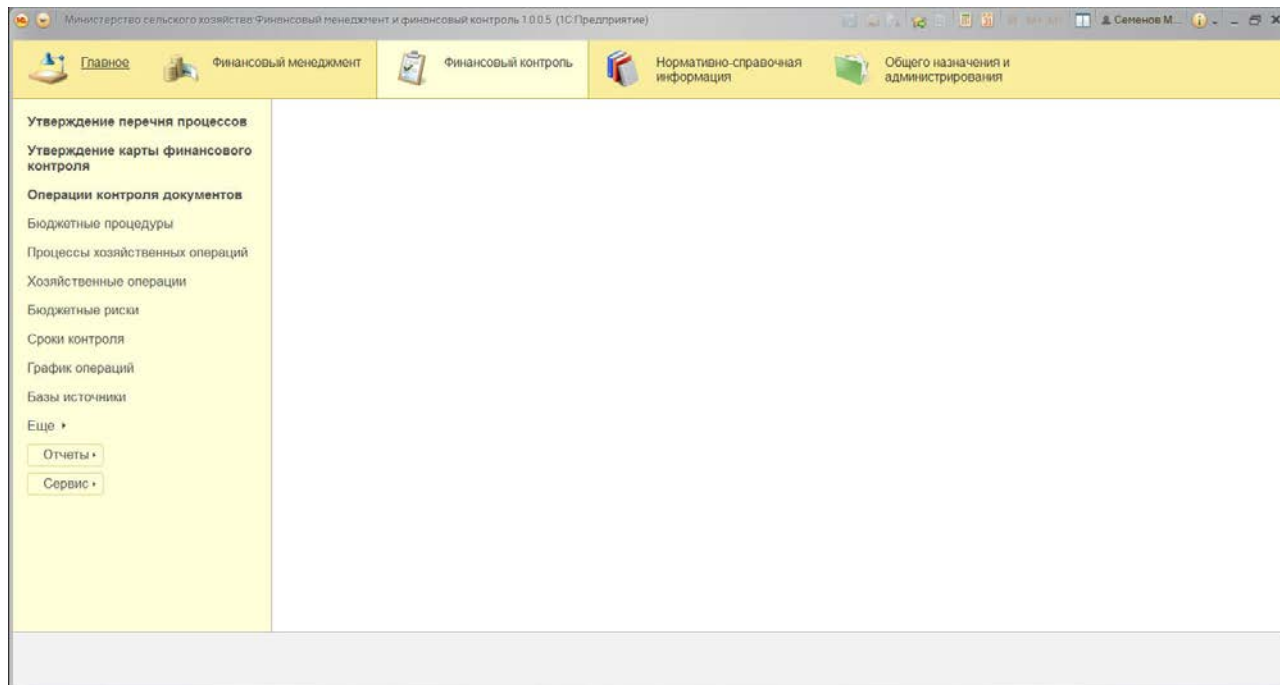 Министерство сельского хозяйства:Финансовый менеджмент и финансовый контроль 1.0.0.5 (1С:Предприятие)
Семенов М...
Главное
Финансовый менеджмент
Финансовый контроль
Нормативно-справочная
информация
Общего назначения и
администрирования
Утверждение перечня процессов
Утверждение карты финансового
контроля
Операции контроля документов
Бюджетные процедуры
Процессы хозяйственных операций
Хозяйственные операции
Бюджетные риски
Сроки контроля
График операций
Базы источники
Еще
Отчеты
Сервис